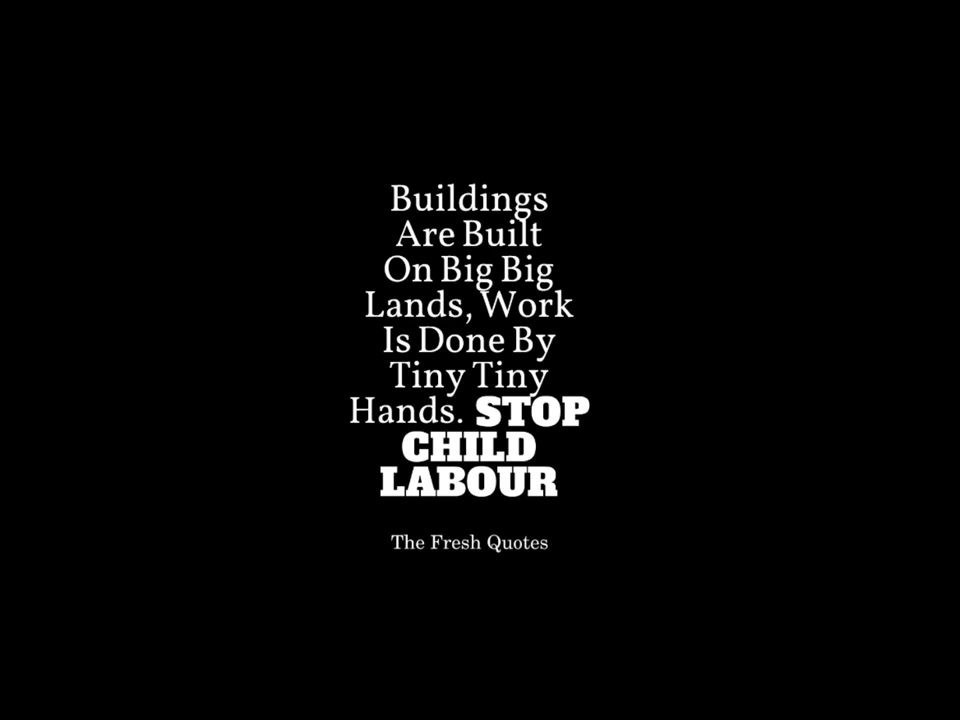 Buildings
Are Built
On Big Big
Lands, Work
Is Done By
Tiny Tiny
Hands. STOP
CHILD
LABOUR
The Fresh Quotes